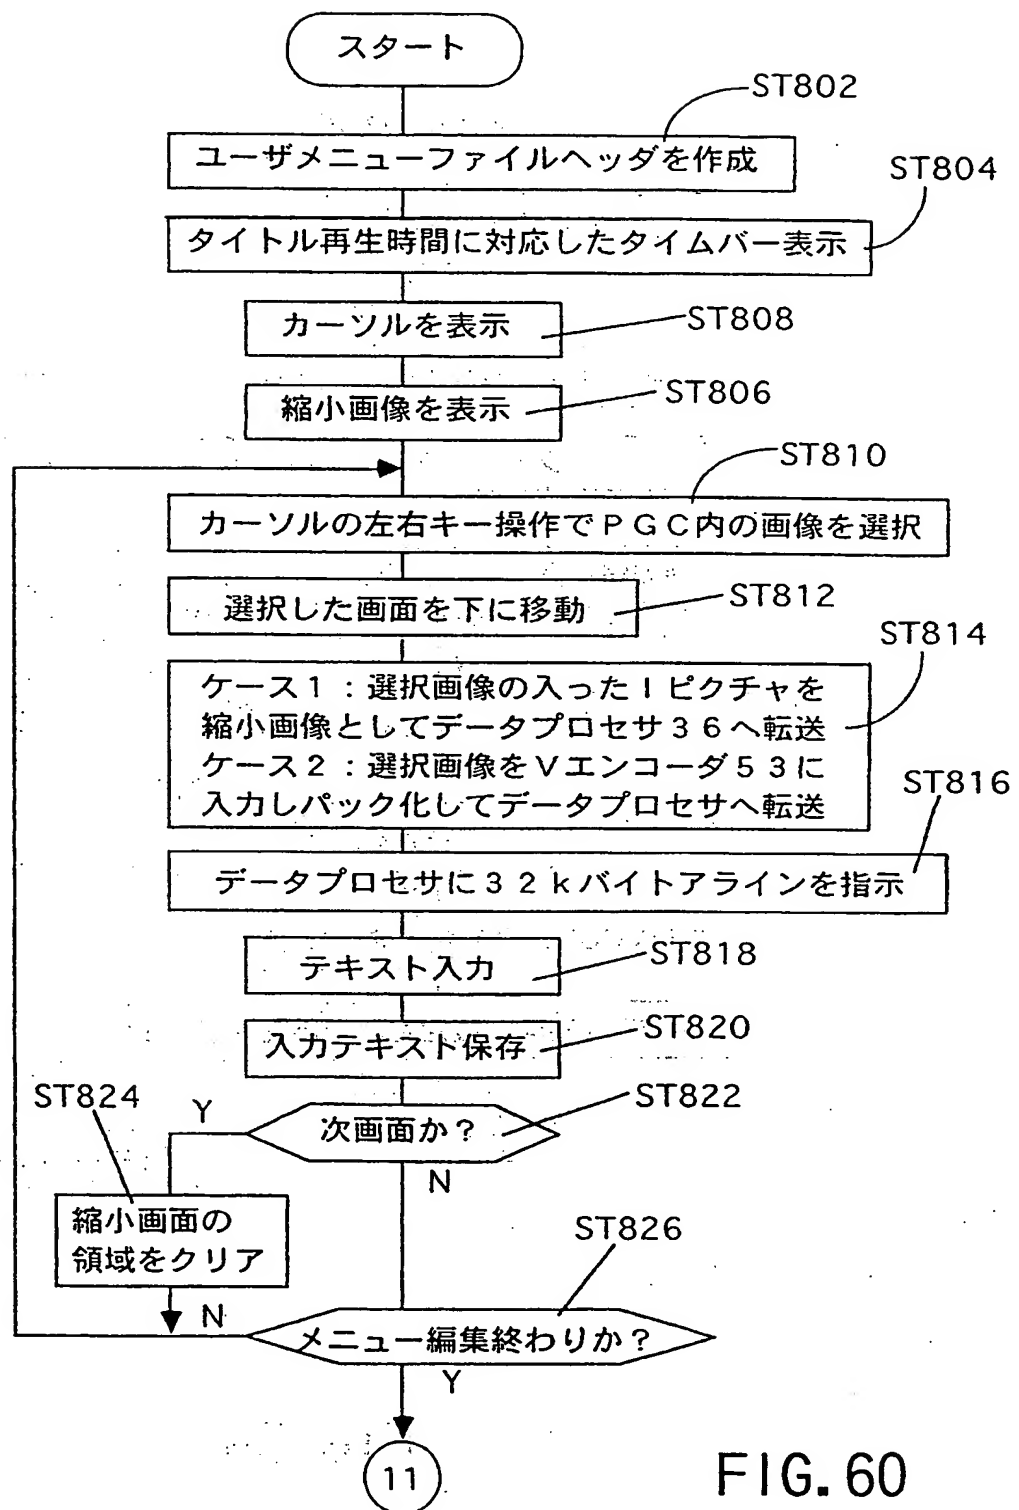 スタート
ST802
ユーザメニューファイルヘッダを作成
ST804
タイトル再生時間に対応したタイムバー表示
カーソルを表示
ST808
縮小画像を表示
ST806
ST810
カーソルの左右キー操作でPGC内の画像を選択
選択した画面を下に移動
ST812
ST814
ケース1:選択画像の入ったIピクチャを
縮小画像としてデータプロセサ36へ転送
ケース2:選択画像をVエンコーダ53に
入力しパック化してデータプロセサへ転送
ST816
データプロセサに32kバイトアラインを指示
テキスト入力
ST818
入力テキスト保存
ST820
ST824
Y
次画面か?
ST822
N
縮小画面の
領域をクリア
ST826
N
メニュー編集終わりか?
Y
11
FIG. 60